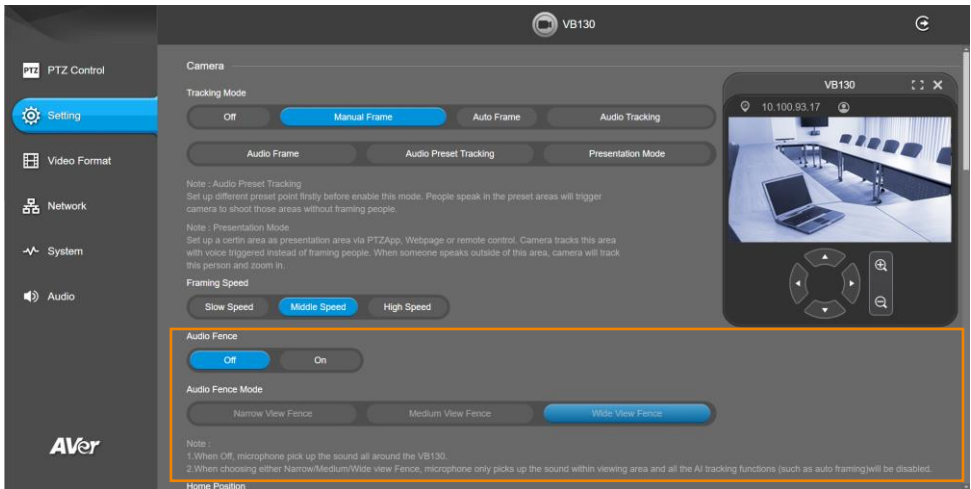 VB130
PTZ PTZ Control
Setting
Video Format
Network
System
Audio
AVer
Camera
Tracking Mode
Off Manual Frame Auto Frame Audio Tracking
Audio Frame Audio Preset Tracking Presentation Mode
Note : Audio Preset Tracking
Set up different preset point firstly before enable this mode. People speak in the preset areas will trigger
camera to shoot those areas without framing people.
Note : Presentation Mode
Set up a certin area as presentation area via PTZApp, Webpage or remote control. Camera tracks this area
with voice triggered instead of framing people. When someone speaks outside of this area, camera will track
this person and zoom in.
Framing Speed
Slow Speed Middle Speed High Speed
Audio Fence
Off On
Audio Fence Mode
Narrow View Fence Medium View Fence Wide View Fence
Note :
1.When Off, microphone pick up the sound all around the VB130.
2.When choosing either Narrow/Medium/Wide view Fence, microphone only picks up the sound within viewing area and all the AI tracking functions (such as auto framing)will be disabled.
Home Position
VB130
10.100.93.17